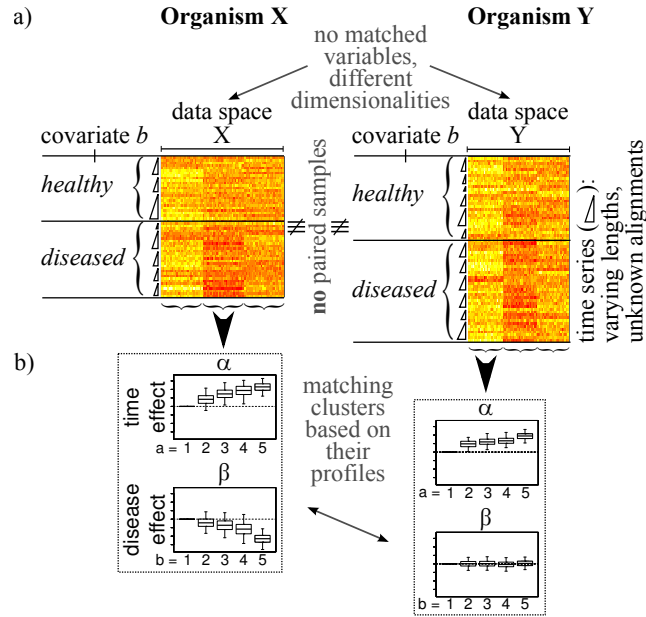 a)
Organism X
Organism Y
no matched
variables,
different
dimensionalities
data space
X
data space
Y
covariate b
covariate b
healthy
diseased
healthy
diseased
≠
no paired samples
≠
time series ( ):
varying lengths,
unknown alignments
b)
α
time
effect
a = 1 2 3 4 5
β
disease
effect
b = 1 2 3 4 5
matching
clusters
based on
their
profiles
α
a = 1 2 3 4 5
β
b = 1 2 3 4 5